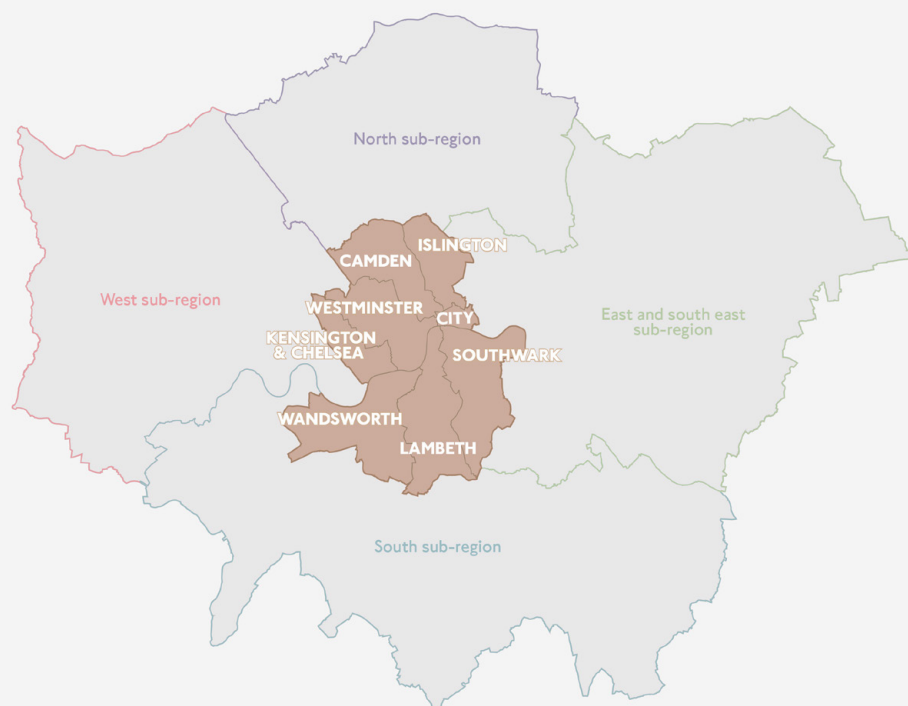 North sub-region
ISLINGTON
CAMDEN
West sub-region
WESTMINSTER
CITY
East and south east
sub-region
KENSINGTON
& CHELSEA
SOUTHWARK
WANDSWORTH
LAMBETH
South sub-region